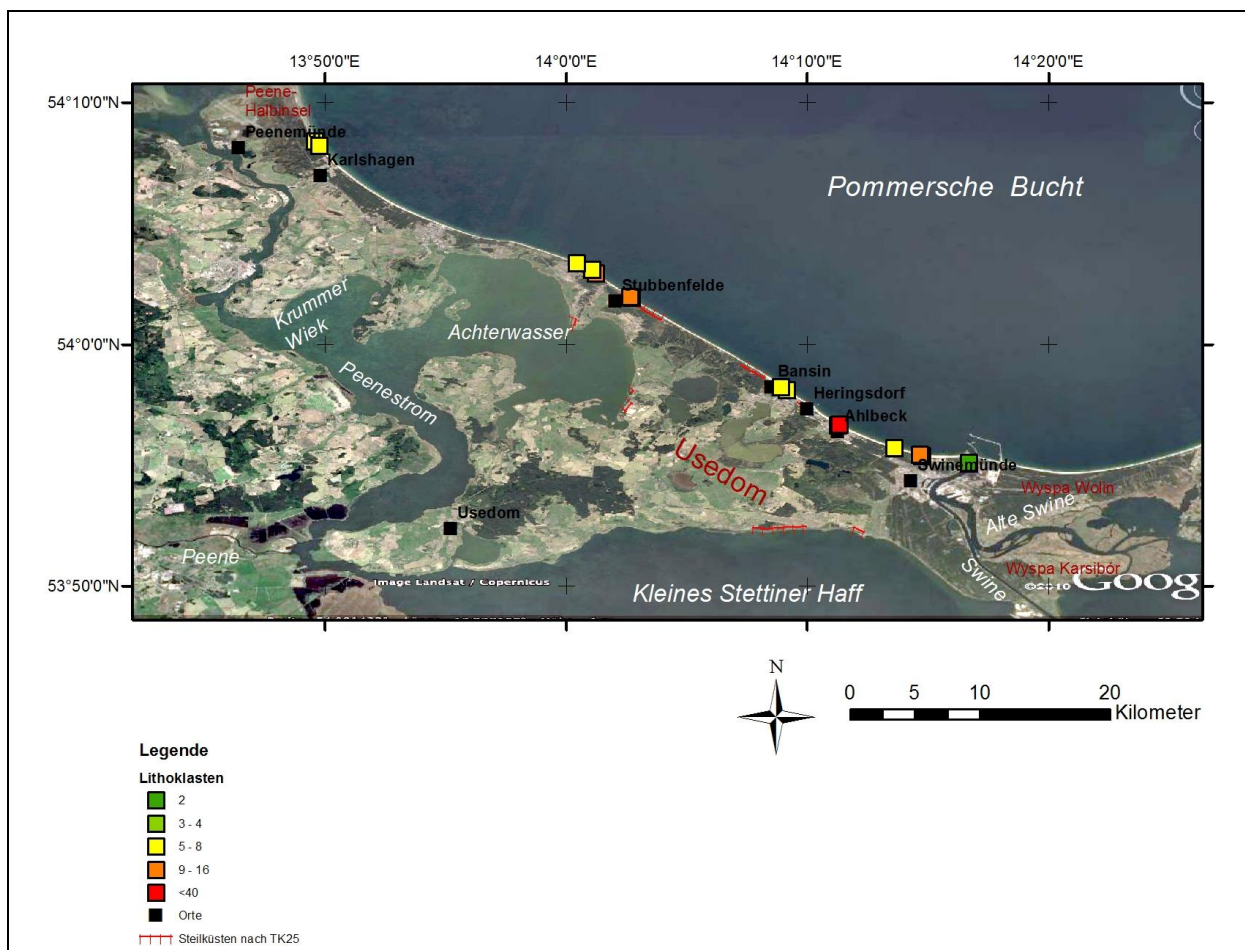 13°50'0"E
14°0'0"E
14°10'0"E
14°20'0"E
54°10'0"N
Peene-
Halbinsel
Peenemünde
Karlshagen
Pommersche Bucht
Stubbenfelde
Krummer
Wiek
Achterwasser
54°0'0"N
Peenestrom
Bansin
Heringsdorf
Ahlbeck
Usedom
Swinemünde
Wyspa Wolin
Alte Swine
Usedom
Peene
Swine
Wyspa Karsibór
53°50'0"N
Image Landsat / Copernicus
Kleines Stettiner Haff
©2010 Goog
N
0 5 10 20
Kilometer
Legende
Lithoklasten
2
3 - 4
5 - 8
9 - 16
<40
Orte
Steilküsten nach TK25